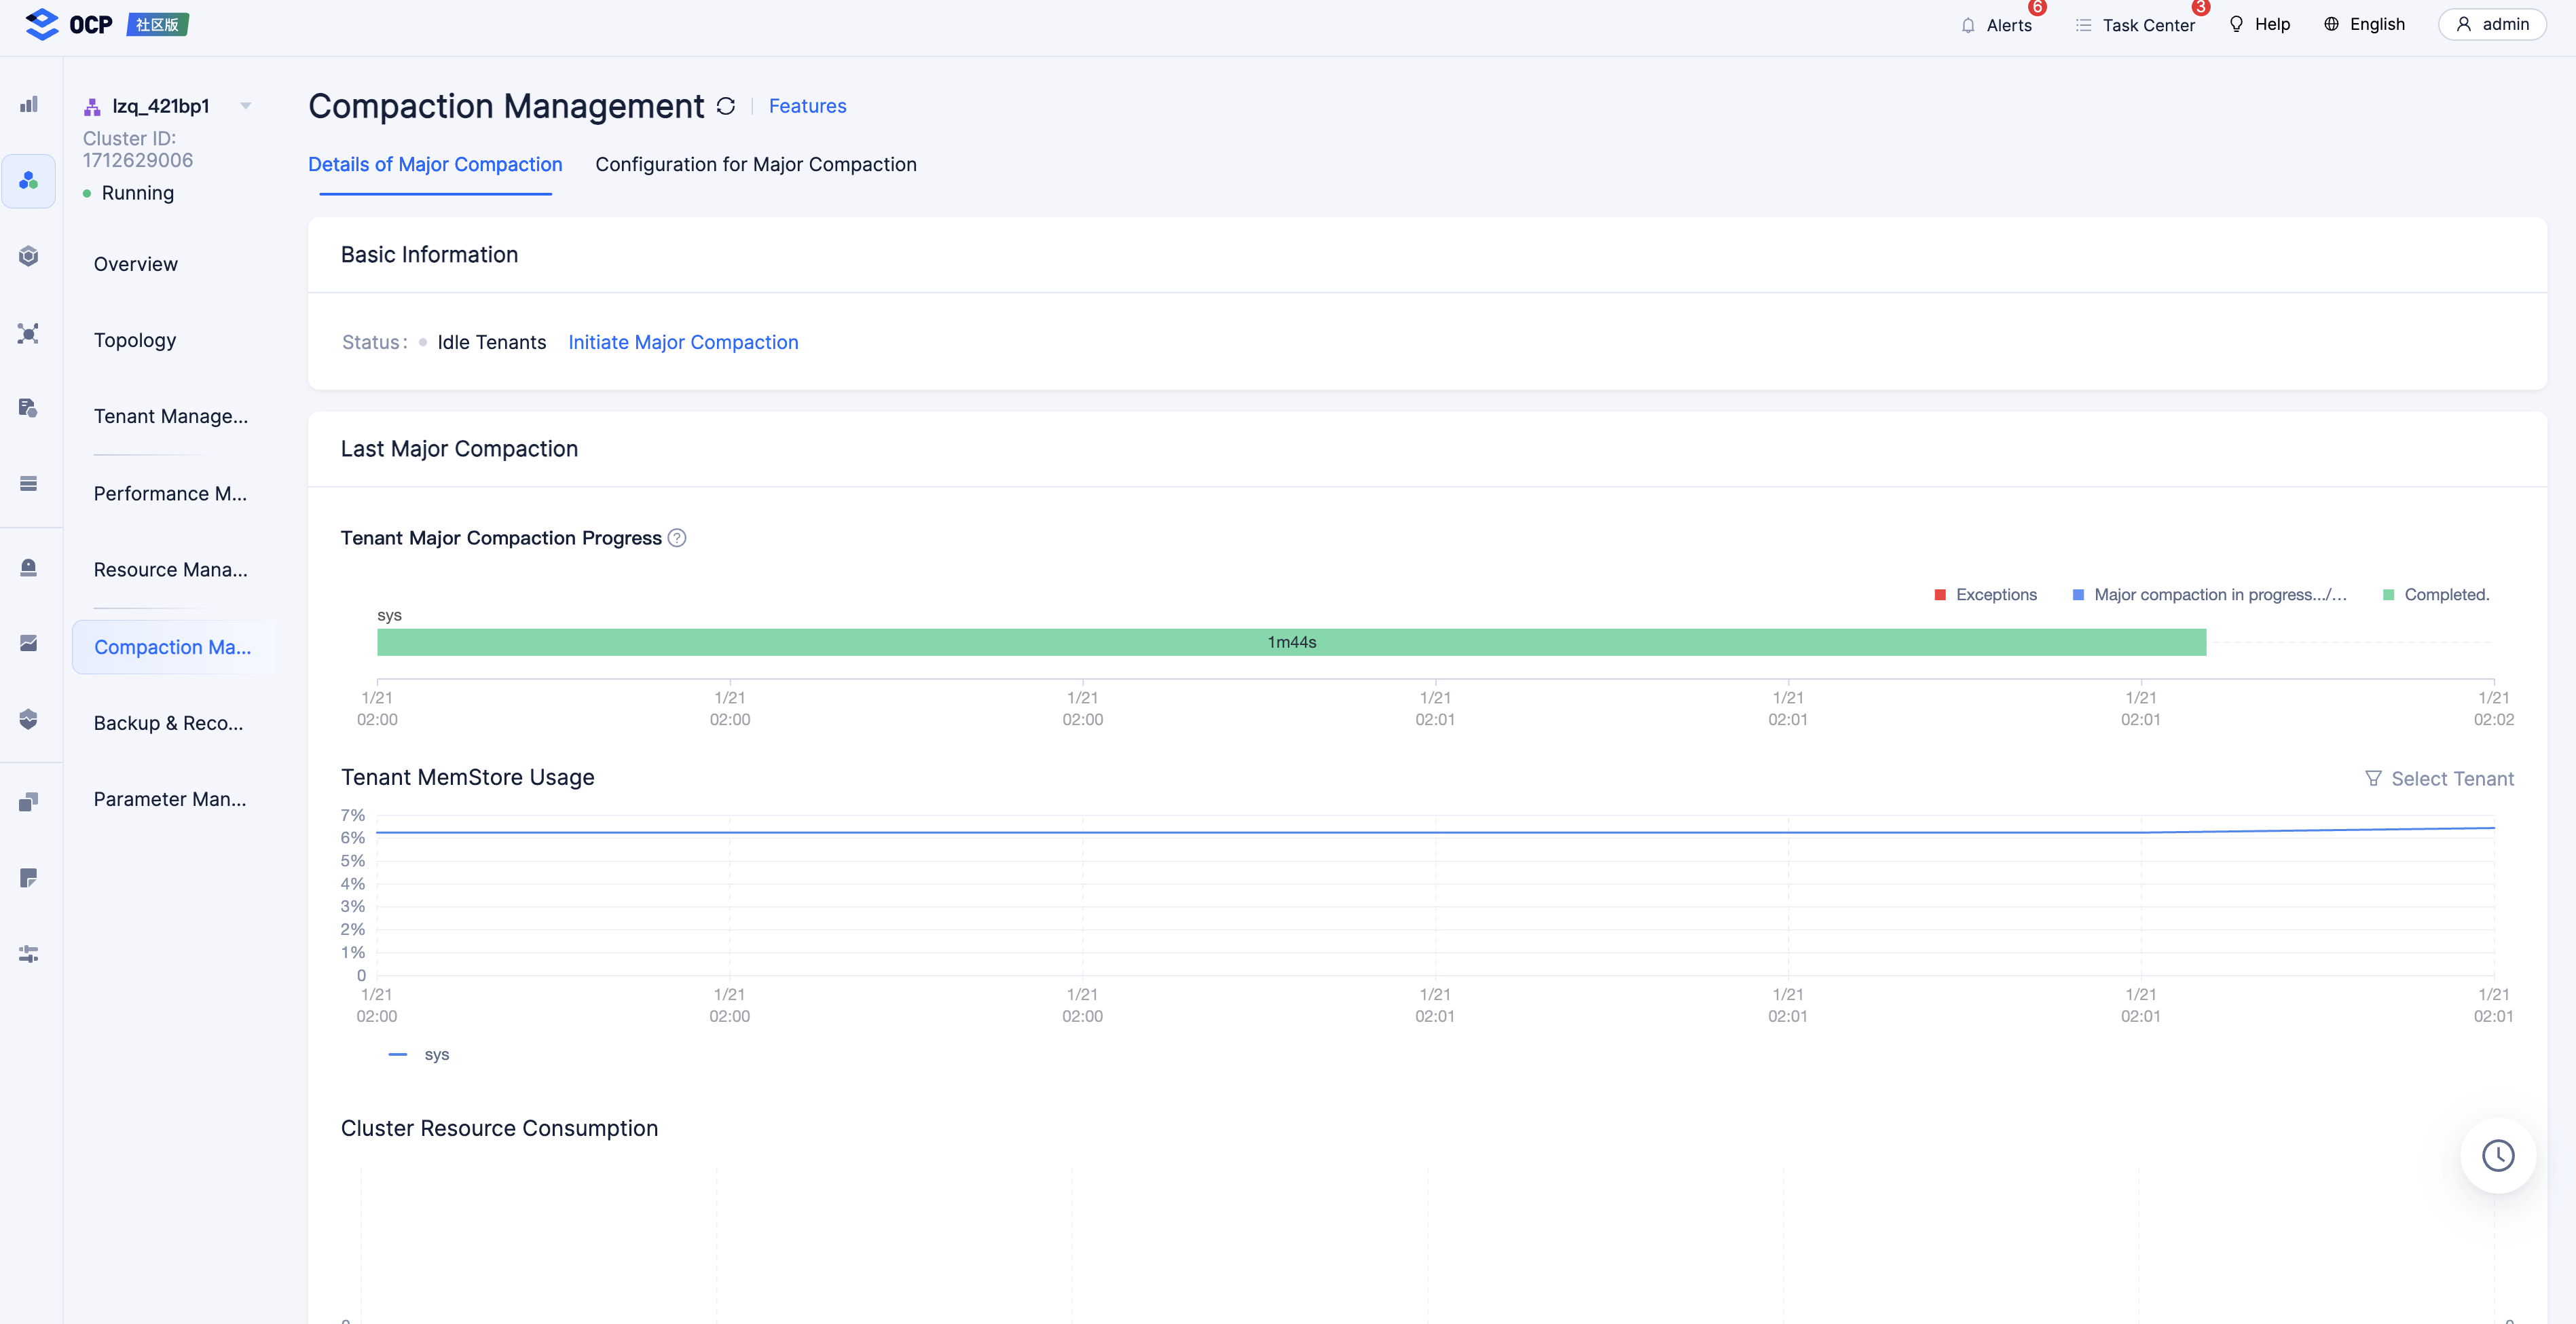 OCP 社区版
6
Alerts
3
Task Center
Help
English
admin
lzq_421bp1
Cluster ID:
1712629006
Running
Overview
Topology
Tenant Manage...
Performance M...
Resource Mana...
Compaction Ma...
Backup & Reco...
Parameter Man...
Compaction Management
Features
Details of Major Compaction
Configuration for Major Compaction
Basic Information
Status: Idle Tenants Initiate Major Compaction
Last Major Compaction
Tenant Major Compaction Progress ?
Exceptions Major compaction in progress.../... Completed.
sys
1m44s
1/21 1/21 1/21 1/21 1/21 1/21 1/21
02:00 02:00 02:00 02:01 02:01 02:01 02:02
Tenant MemStore Usage
Select Tenant
7%
6%
5%
4%
3%
2%
1%
0
1/21 1/21 1/21 1/21 1/21 1/21 1/21
02:00 02:00 02:00 02:01 02:01 02:01 02:01
sys
Cluster Resource Consumption